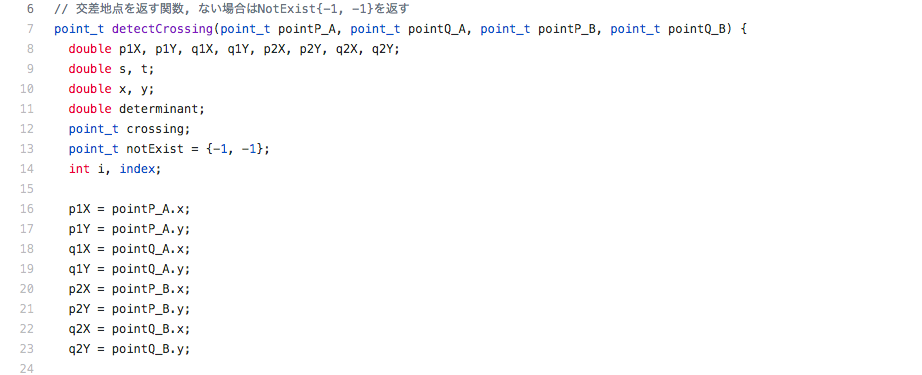 6 // 交差地点を返す関数, ない場合はNotExist{-1, -1}を返す
7 point_t detectCrossing(point_t pointP_A, point_t pointQ_A, point_t pointP_B, point_t pointQ_B) {
8 double p1X, p1Y, q1X, q1Y, p2X, p2Y, q2X, q2Y;
9 double s, t;
10 double x, y;
11 double determinant;
12 point_t crossing;
13 point_t notExist = {-1, -1};
14 int i, index;
15
16 p1X = pointP_A.x;
17 p1Y = pointP_A.y;
18 q1X = pointQ_A.x;
19 q1Y = pointQ_A.y;
20 p2X = pointP_B.x;
21 p2Y = pointP_B.y;
22 q2X = pointQ_B.x;
23 q2Y = pointQ_B.y;
24